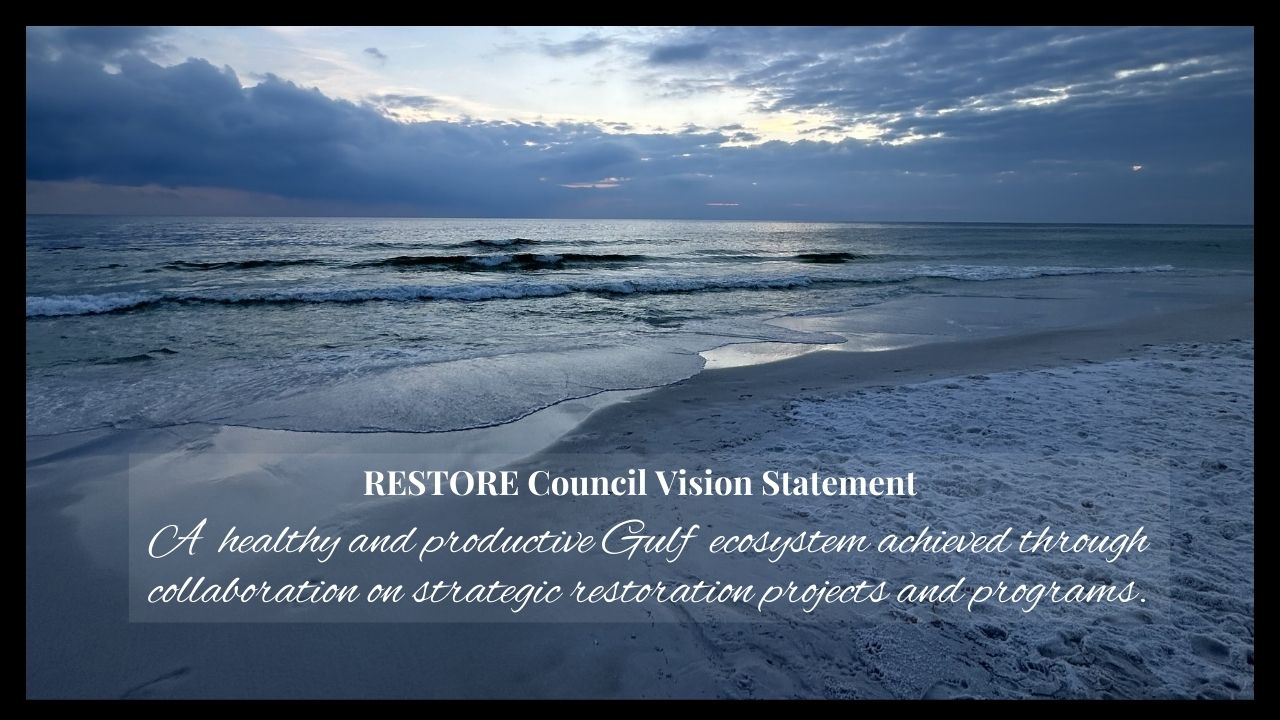 RESTORE Council Vision Statement
A healthy and productive Gulf ecosystem achieved through
collaboration on strategic restoration projects and programs.